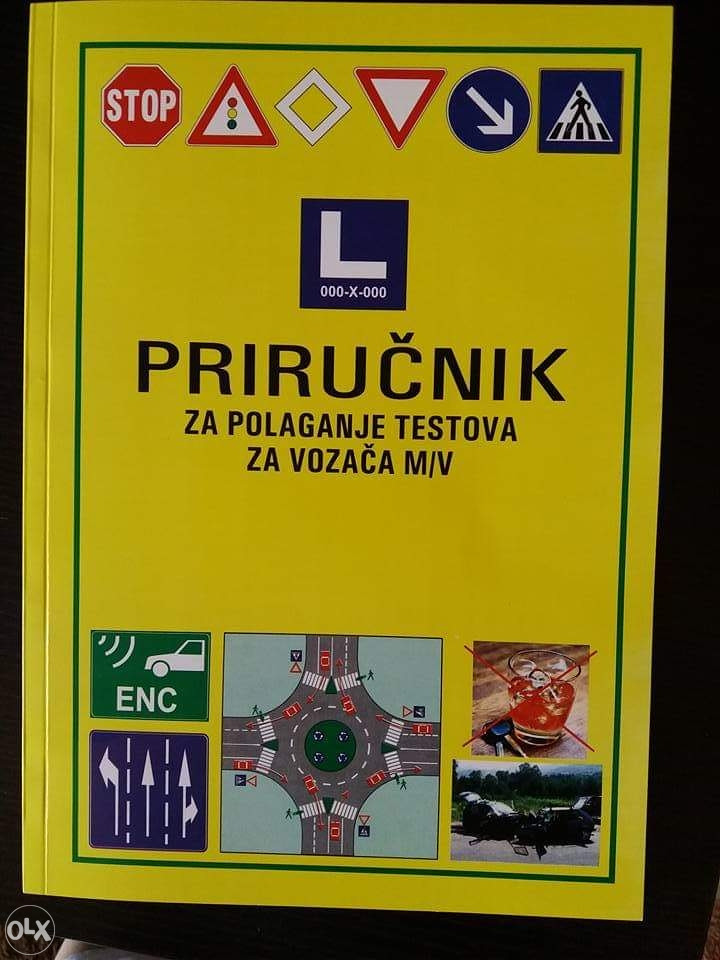 STOP
L
000-X-000
PRIRUČNIK
ZA POLAGANJE TESTOVA
ZA VOZAČA M/V
ENC
OLX